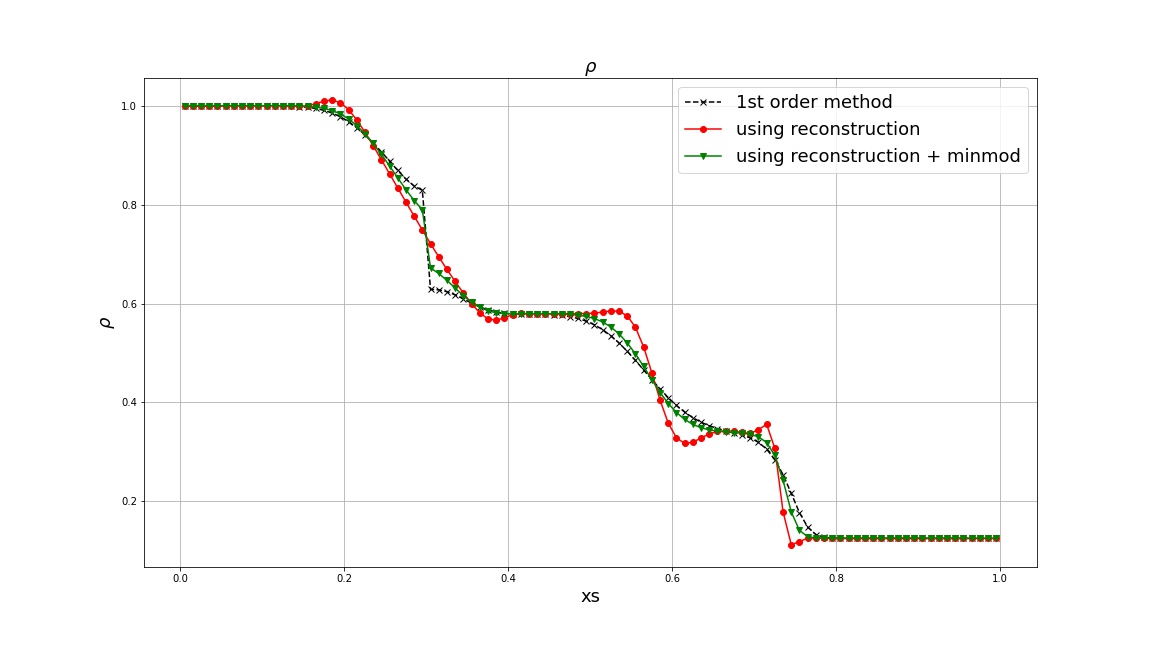 ρ
1st order method
using reconstruction
using reconstruction + minmod
1.0
0.8
0.6
0.4
0.2
ρ
0.0 0.2 0.4 0.6 0.8 1.0
xs